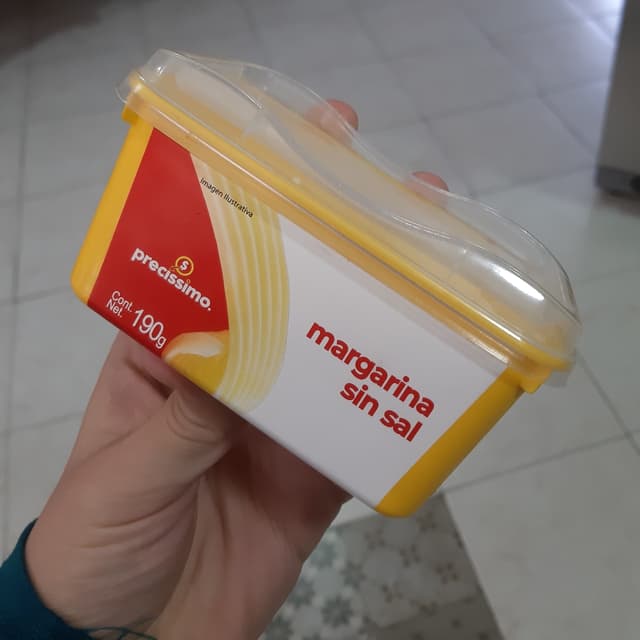 Imagen Ilustrativa
$
precissimo.
Cont.
Net. 190g
margarina
sin sal